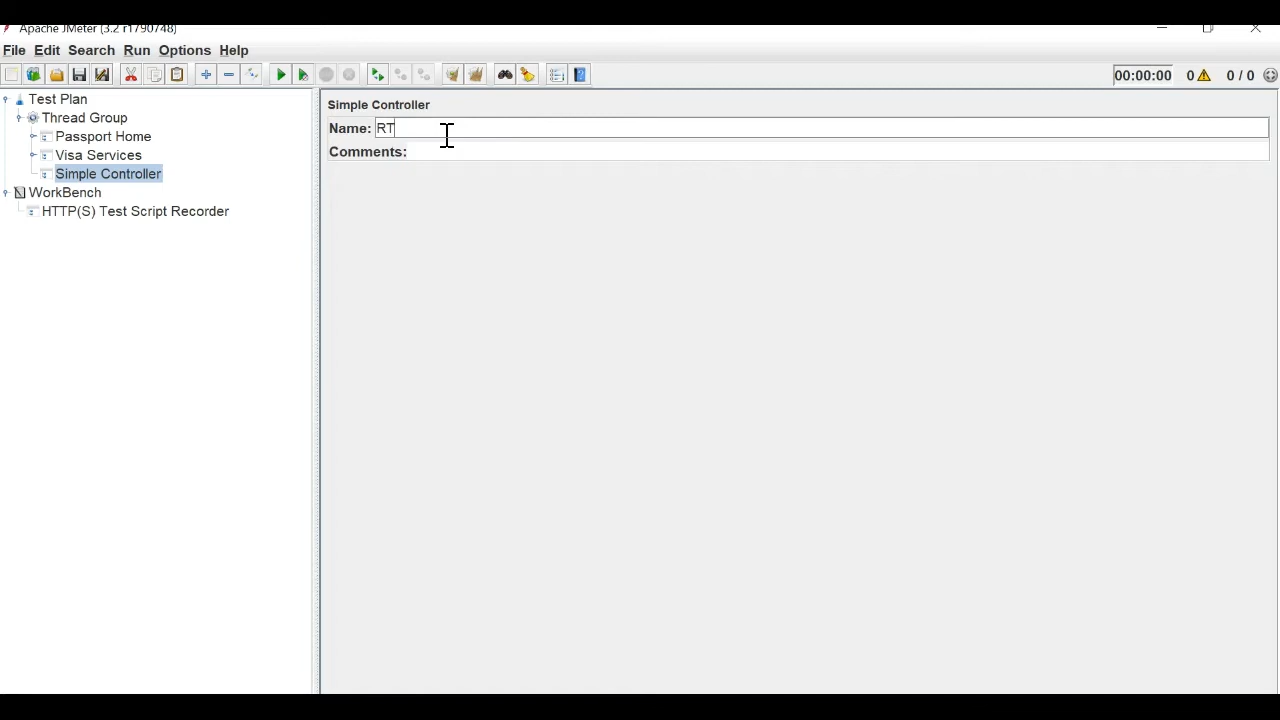 Apache JMeter (3.2 r1790748)
File Edit Search Run Options Help
00:00:00 0 0 / 0
Test Plan
Thread Group
Passport Home
Visa Services
Simple Controller
WorkBench
HTTP(S) Test Script Recorder
Simple Controller
Name: RT
Comments: